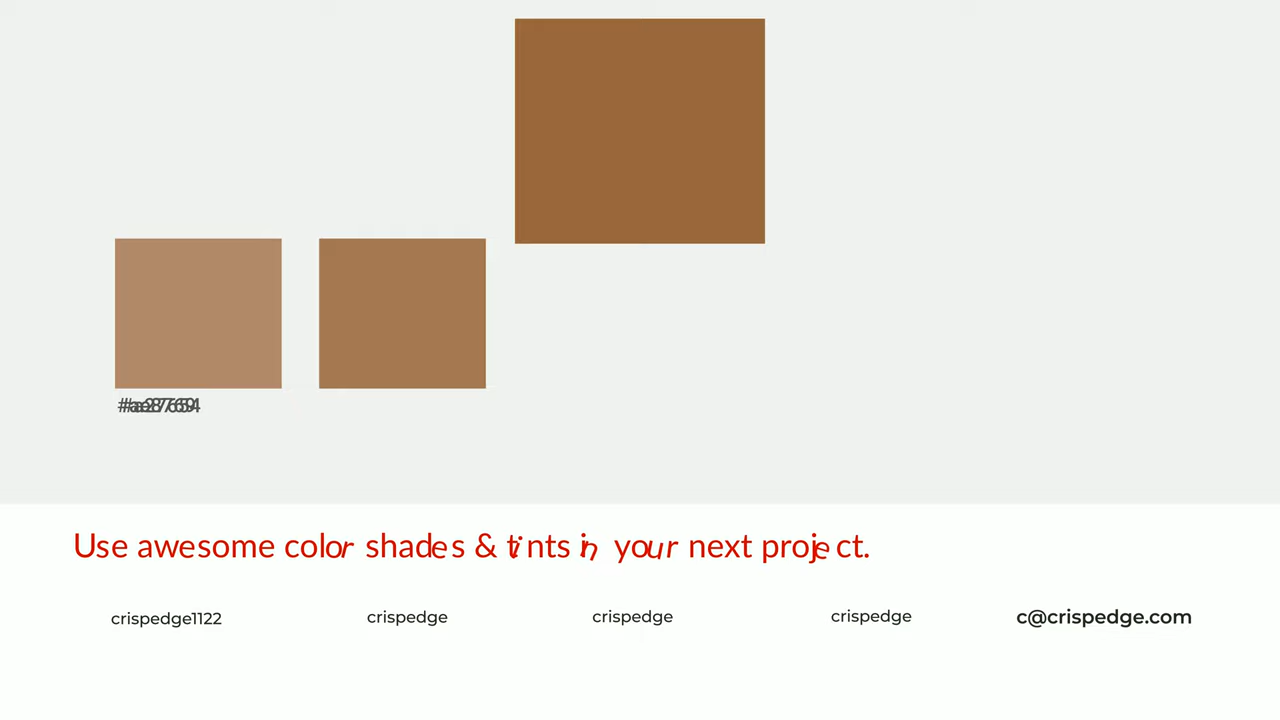 Use awesome color shades & tints in your next project.
crispedge1122 crispedge crispedge crispedge c@crispedge.com